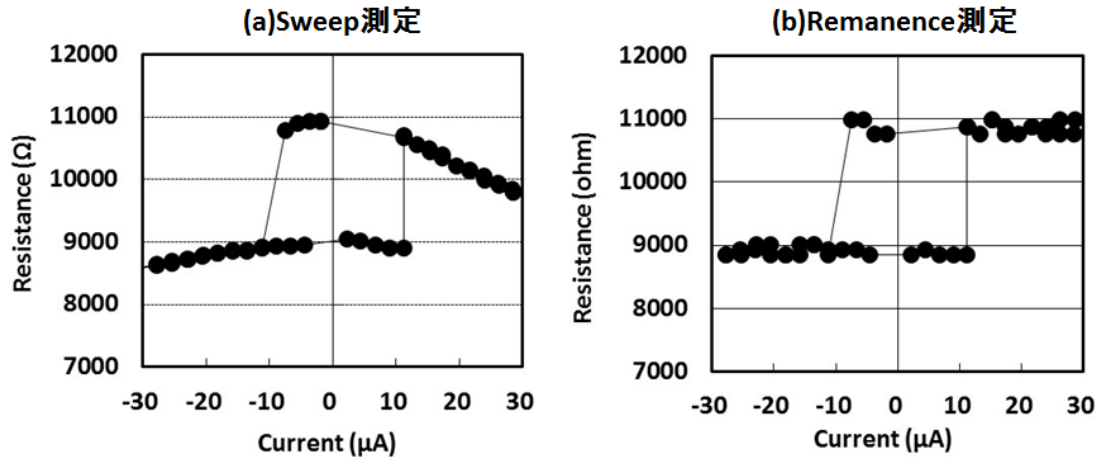 (a)Sweep測定
Resistance (Ω)
12000
11000
10000
9000
8000
7000
-30 -20 -10 0 10 20 30
Current (μA)
(b)Remanence測定
Resistance (ohm)
12000
11000
10000
9000
8000
7000
-30 -20 -10 0 10 20 30
Current (μA)